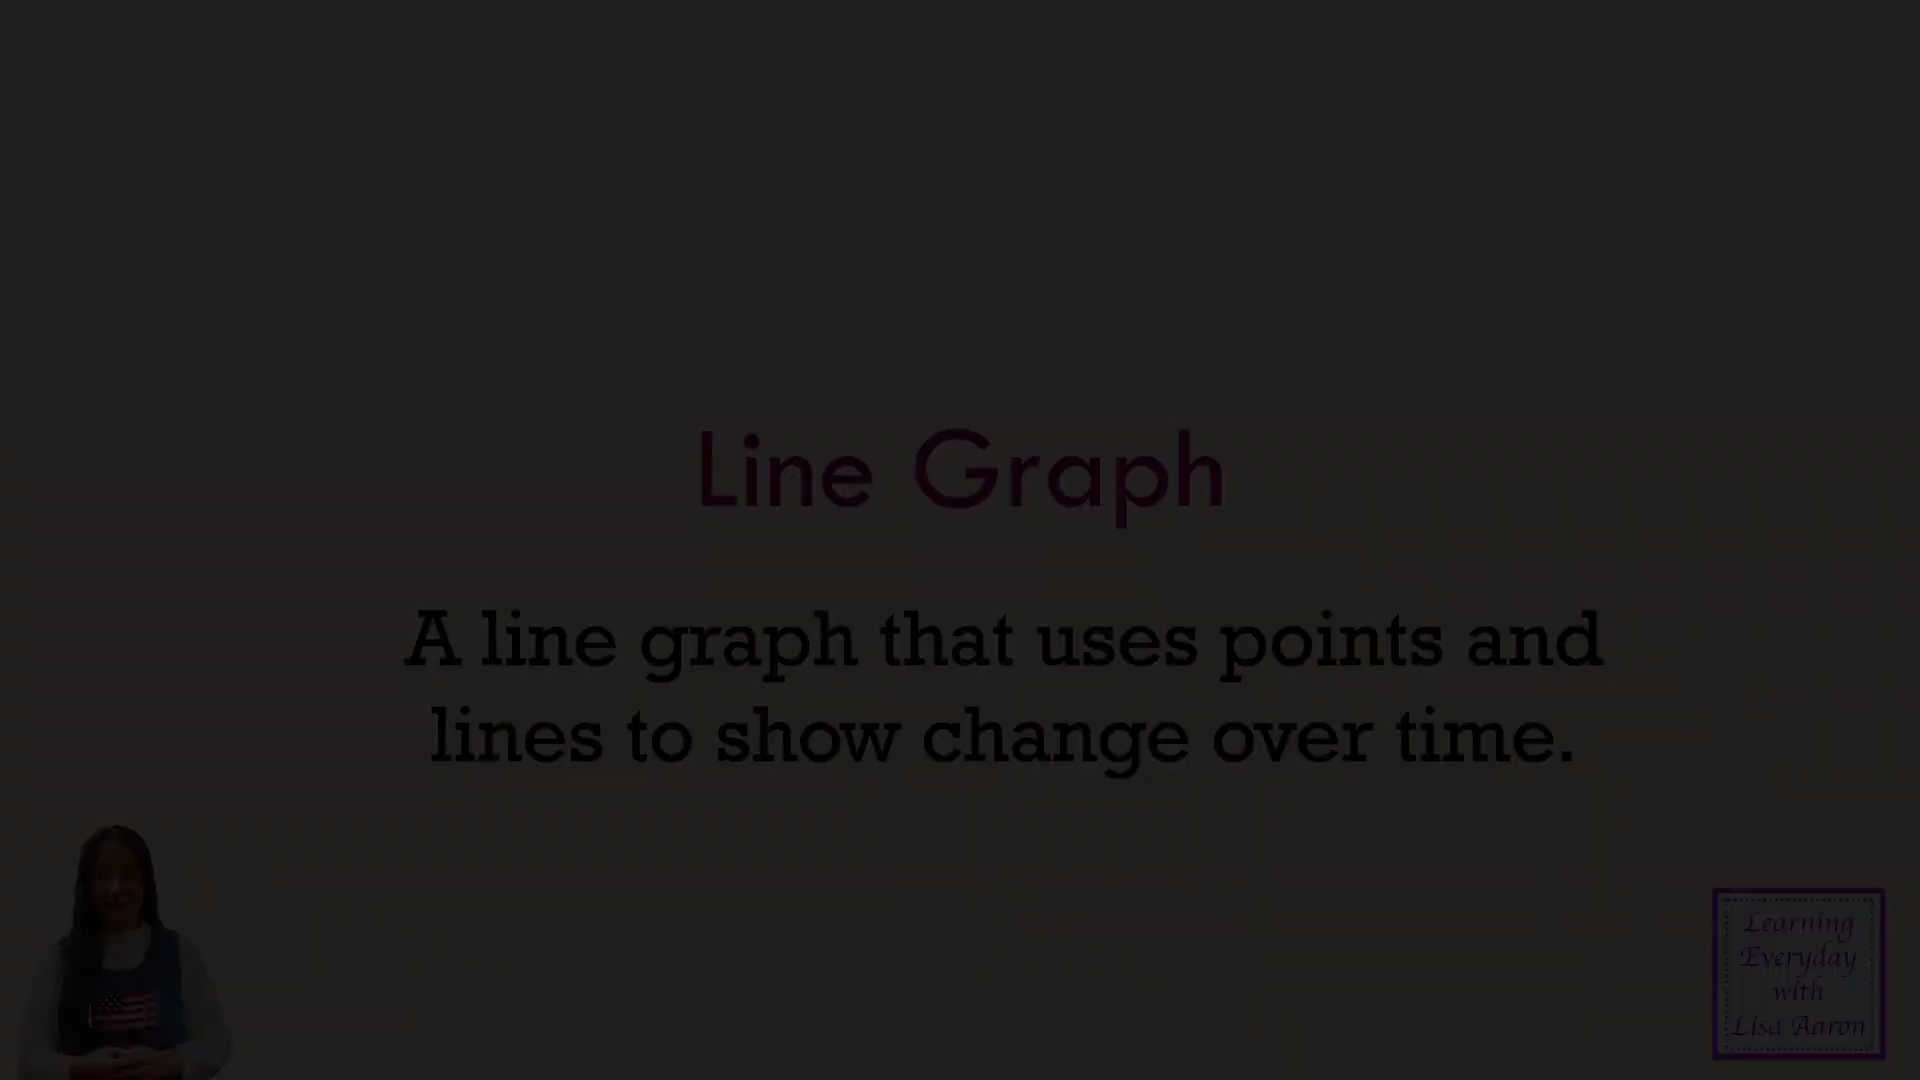 Line Graph
A line graph that uses points and
lines to show change over time.
Learning
Everyday
with
Lisa Aaron